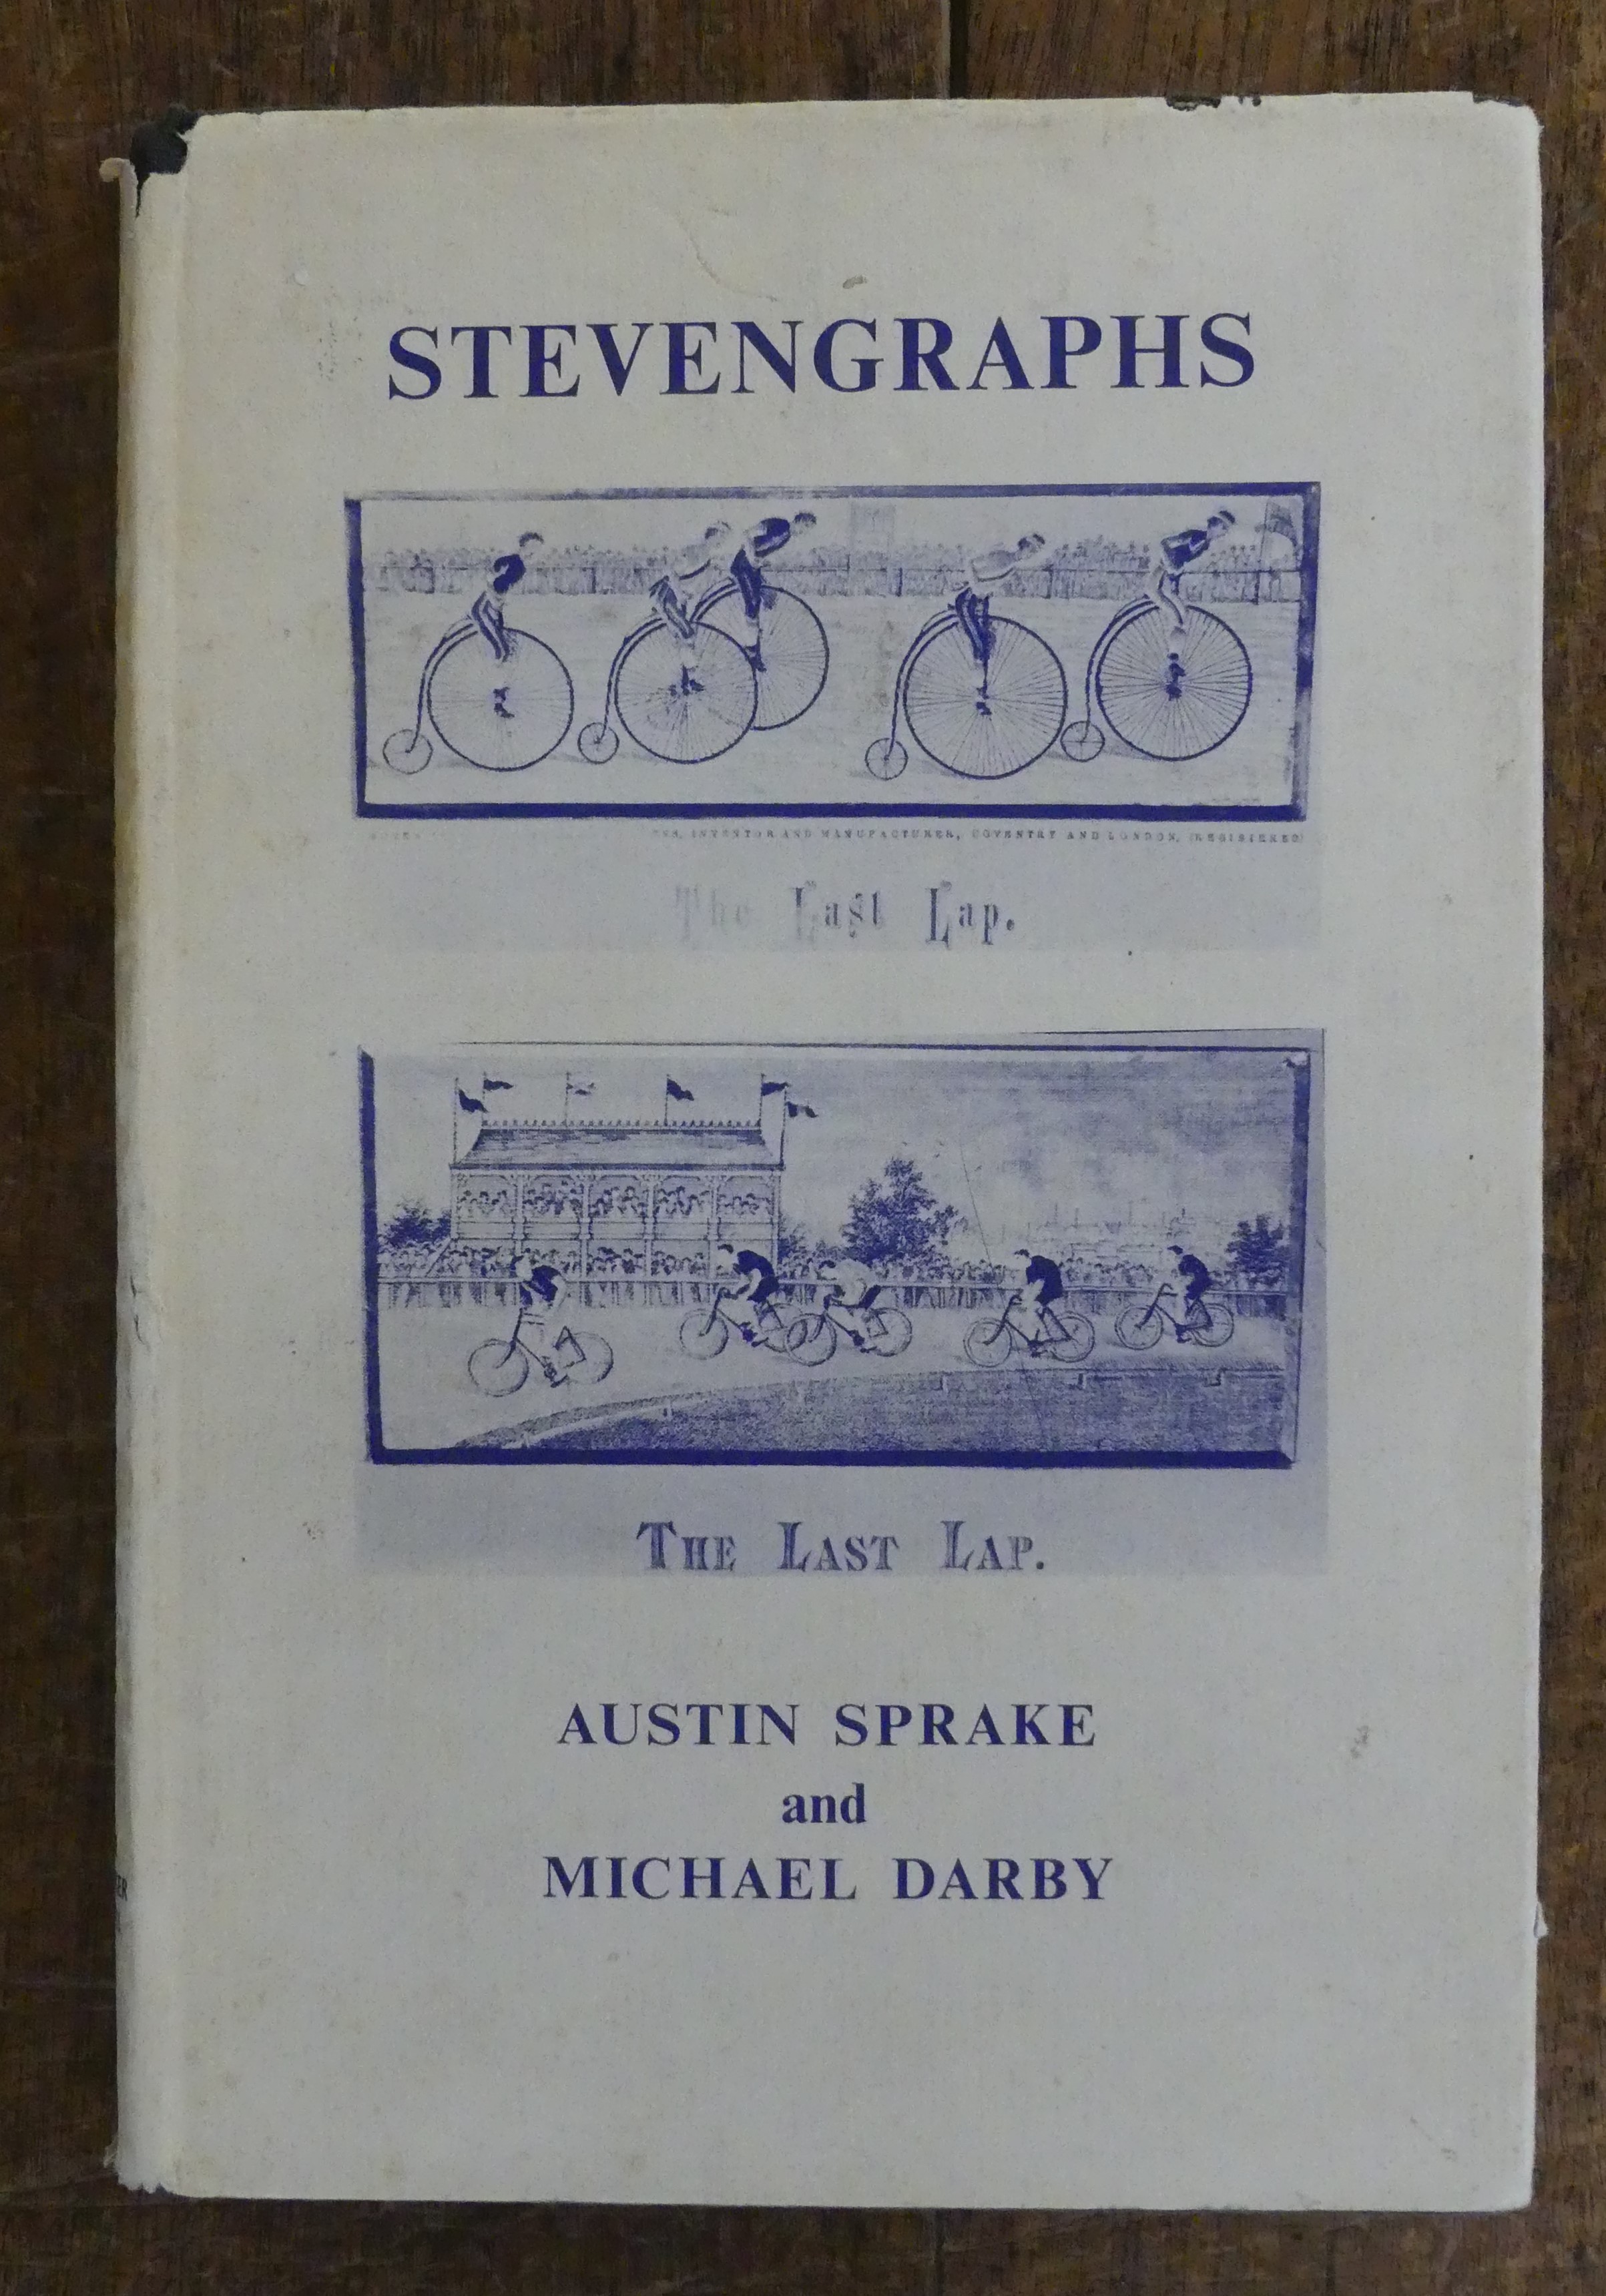 STEVENGRAPHS
INVENTOR AND MANUFACTURER, COVENTRY AND LONDON, (REGISTERED)
The Last Lap.
THE LAST LAP.
AUSTIN SPRAKE
and
MICHAEL DARBY